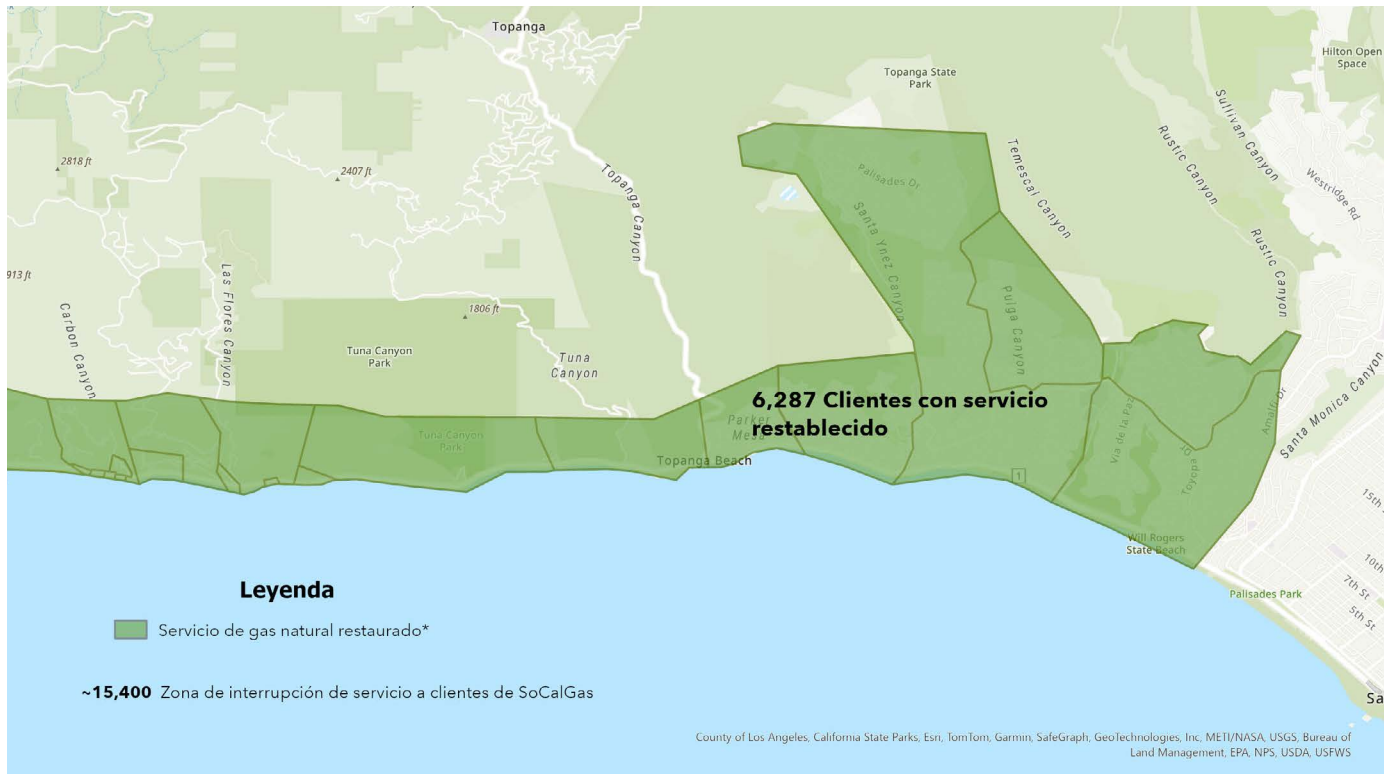 Topanga
Hilton Open
Space
Topanga State
Park
Sullivan Canyon
Rustic Canyon
Temescal Canyon
2818 ft
2407 ft
Topanga Canyon
Palisades Dr
Westridge Rd
Santa Ynez Canyon
Rustic Canyon
913 ft
Las Flores Canyon
Carbon Canyon
1806 ft
Pulga Canyon
Tuna Canyon
Park
Tuna
Canyon
Santa Monica Canyon
6,287 Clientes con servicio
restablecido
Amalfi Dr
Via de la Paz
Parker
Mesa
Tuna Canyon
Park
Topanga Beach
Toyopa Dr
1
15th
Will Rogers
State Beach
10th
7th St
5th St
Palisades Park
Leyenda
Servicio de gas natural restaurado*
~15,400 Zona de interrupción de servicio a clientes de SoCalGas
Sa
County of Los Angeles, California State Parks, Esri, TomTom, Garmin, SafeGraph, GeoTechnologies, Inc, METI/NASA, USGS, Bureau of
Land Management, EPA, NPS, USDA, USFWS